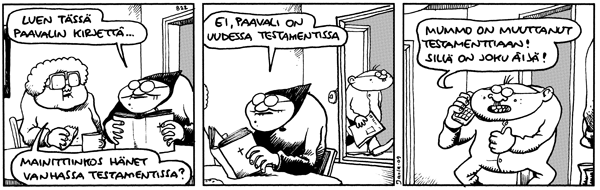 LUEN TÄSSÄ
PAAVALIN KIRJETTÄ...
822
MAINITTIINKOS HÄNET
VANHASSA TESTAMENTISSA?
EI, PAAVALI ON
UUDESSA TESTAMENTISSA
MUMMO ON MUUTTANUT
TESTAMENTTIAAN!
SILLÄ ON JOKU ÄIJÄ!